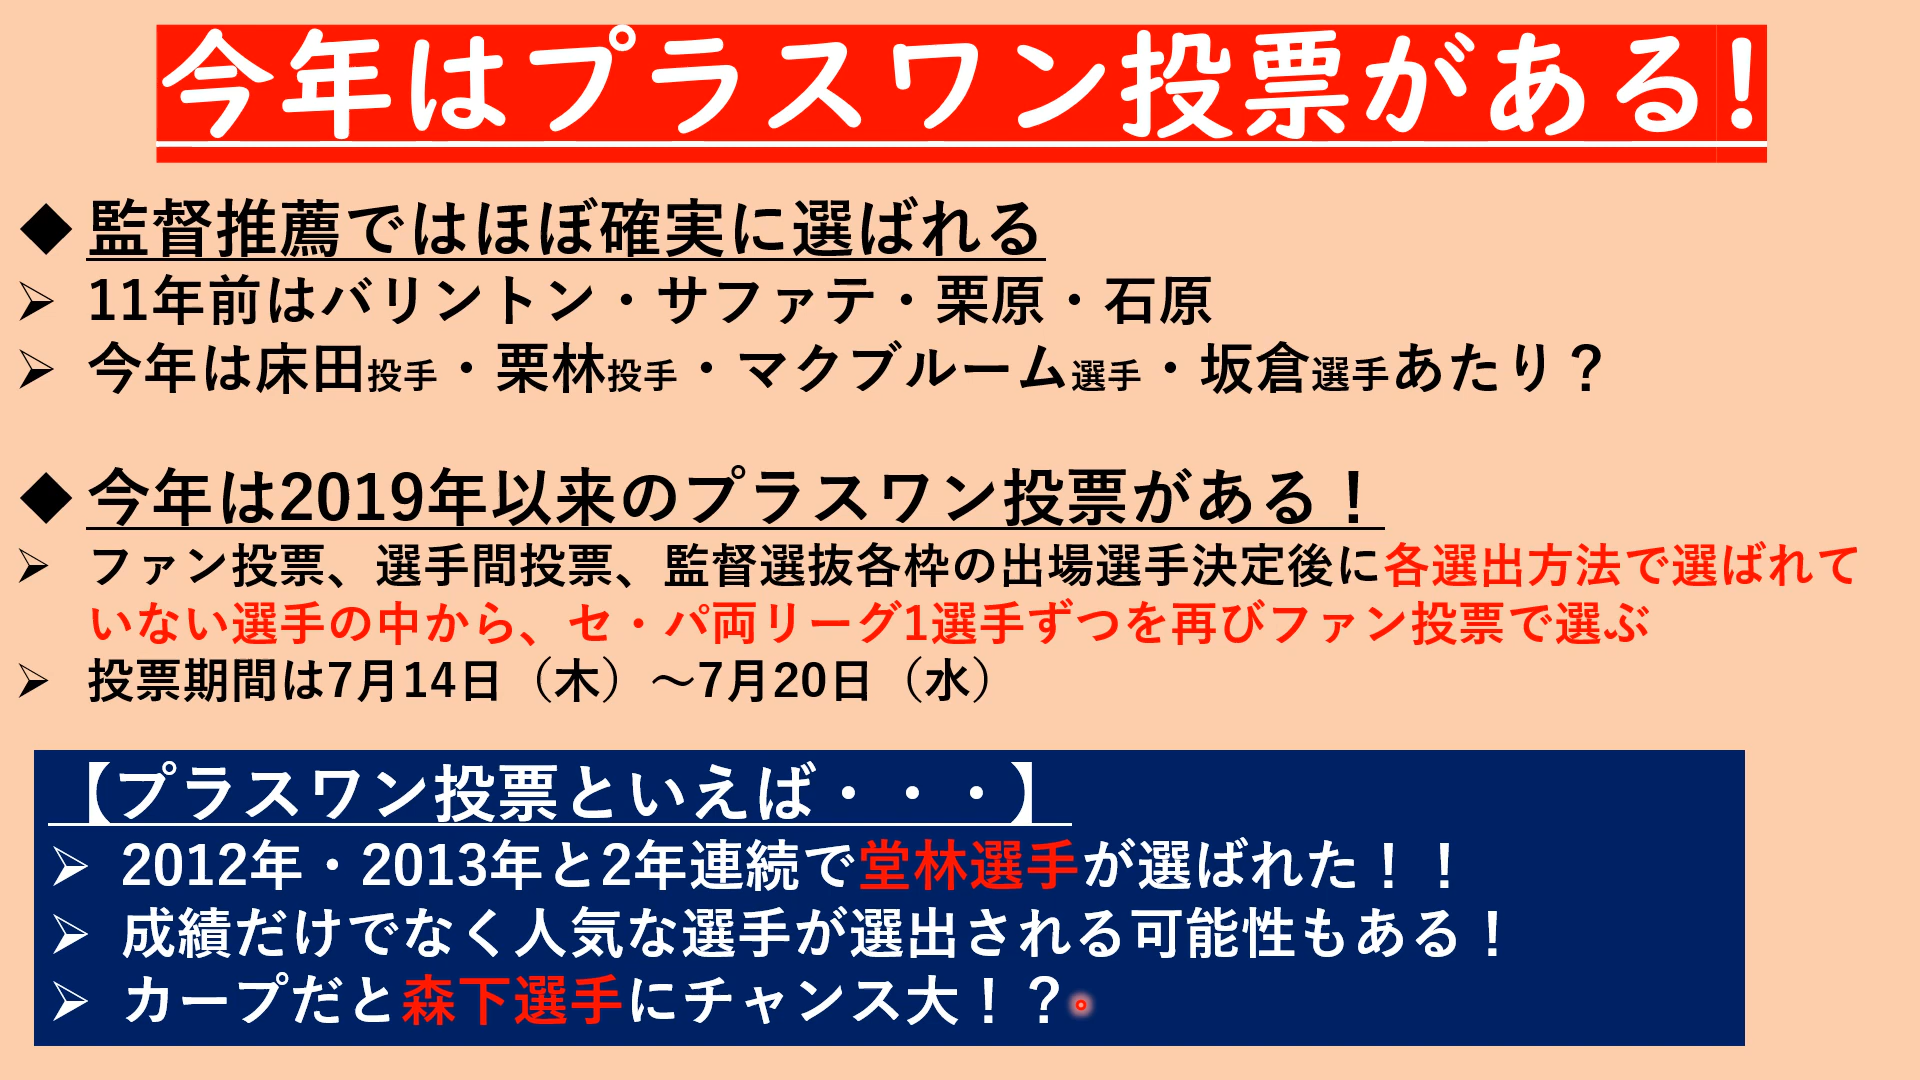 今年はプラスワン投票がある!
◆監督推薦ではほぼ確実に選ばれる
➢ 11年前はバリントン・サファテ・栗原・石原
➢ 今年は床田投手・栗林投手・マクブルーム選手・坂倉選手あたり？
◆今年は2019年以来のプラスワン投票がある！
➢ ファン投票、選手間投票、監督選抜各枠の出場選手決定後に各選出方法で選ばれて
いない選手の中から、セ・パ両リーグ1選手ずつを再びファン投票で選ぶ
➢ 投票期間は7月14日（木）～7月20日（水）
【プラスワン投票といえば・・・】
➢ 2012年・2013年と2年連続で堂林選手が選ばれた！！
➢ 成績だけでなく人気な選手が選出される可能性もある！
➢ カープだと森下選手にチャンス大！？